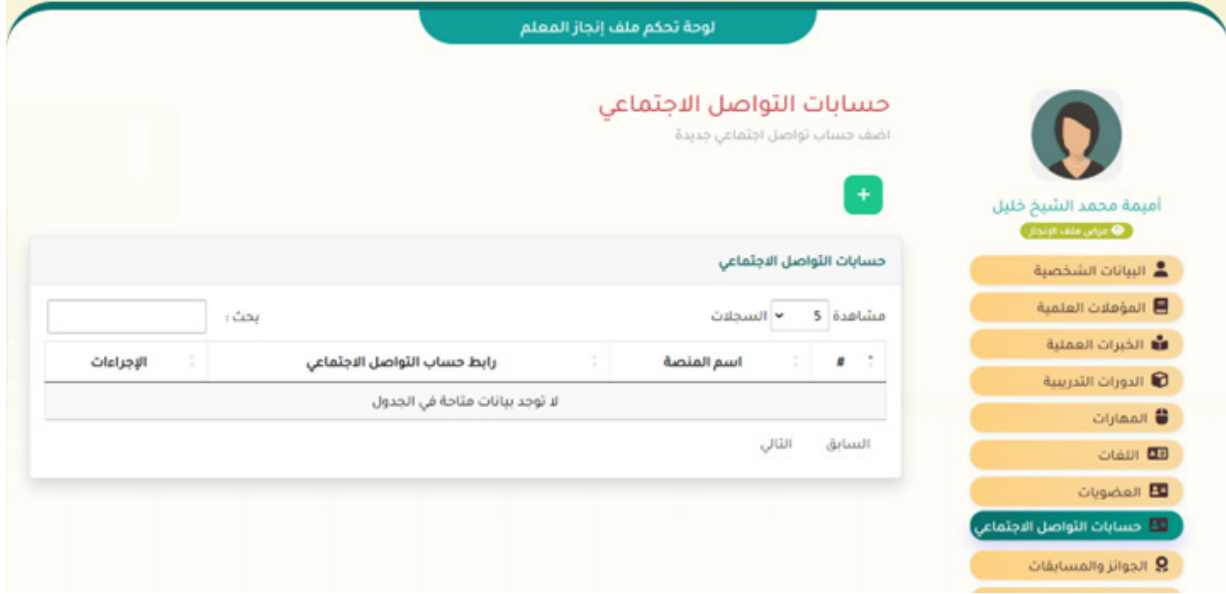 لوحة تحكم ملف إنجاز المعلم
أميمة محمد الشيخ خليل
عرض ملف الإنجاز
البيانات الشخصية
المؤهلات العلمية
الخبرات العملية
الدورات التدريبية
المهارات
اللغات
العضويات
حسابات التواصل الاجتماعي
الجوائز والمسابقات
حسابات التواصل الاجتماعي
اضف حساب تواصل اجتماعي جديدة
+
حسابات التواصل الاجتماعي
مشاهدة 5 السجلات بحث :
# اسم المنصة رابط حساب التواصل الاجتماعي الإجراءات
لا توجد بيانات متاحة في الجدول
السابق التالي